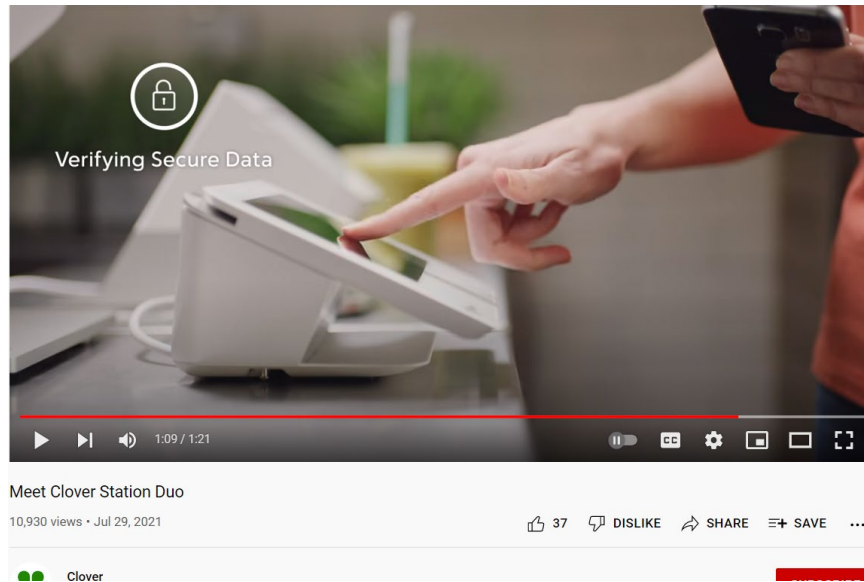 Verifying Secure Data
1:09 / 1:21
CC
Meet Clover Station Duo
10,930 views • Jul 29, 2021
37 DISLIKE SHARE SAVE
Clover